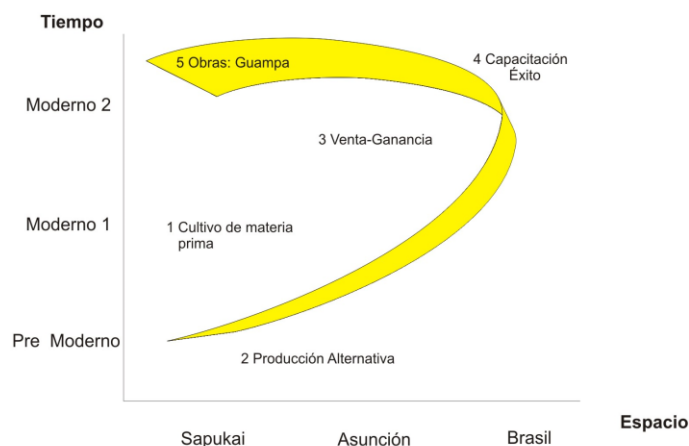 Tiempo
5 Obras: Guampa
4 Capacitación
Éxito
Moderno 2
3 Venta-Ganancia
Moderno 1
1 Cultivo de materia
prima
Pre Moderno
2 Producción Alternativa
Espacio
Sapukai
Asunción
Brasil